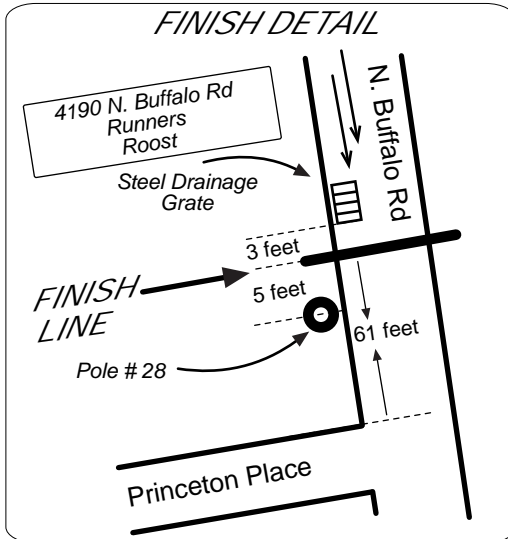 FINISH DETAIL
4190 N. Buffalo Rd
Runners
Roost
N. Buffalo Rd
Steel Drainage
Grate
3 feet
FINISH
LINE
5 feet
61 feet
Pole # 28
Princeton Place